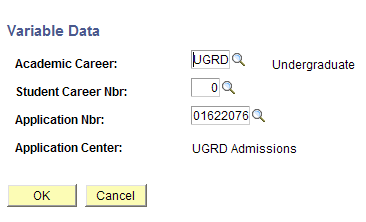 Variable Data
Academic Career: UGRD Undergraduate
Student Career Nbr: 0
Application Nbr: 01622076
Application Center: UGRD Admissions
OK Cancel